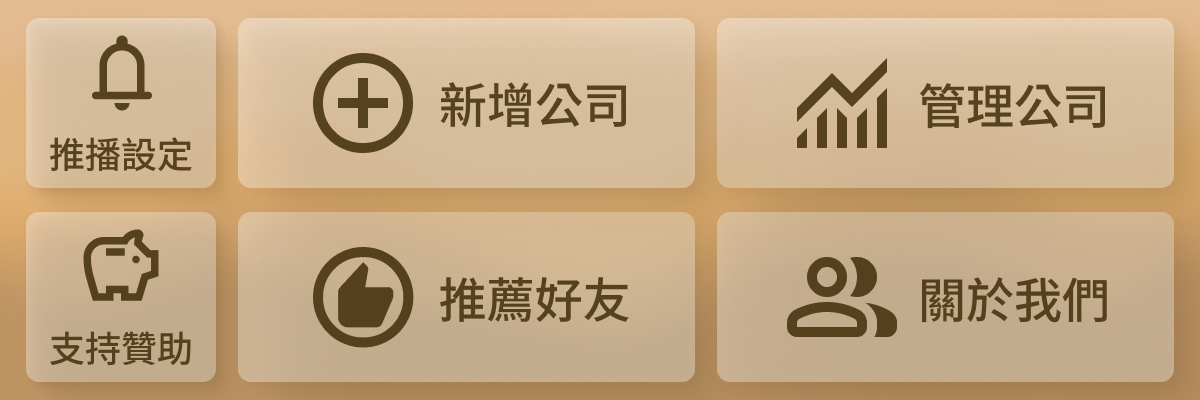 推播設定
新增公司
管理公司
支持贊助
推薦好友
關於我們